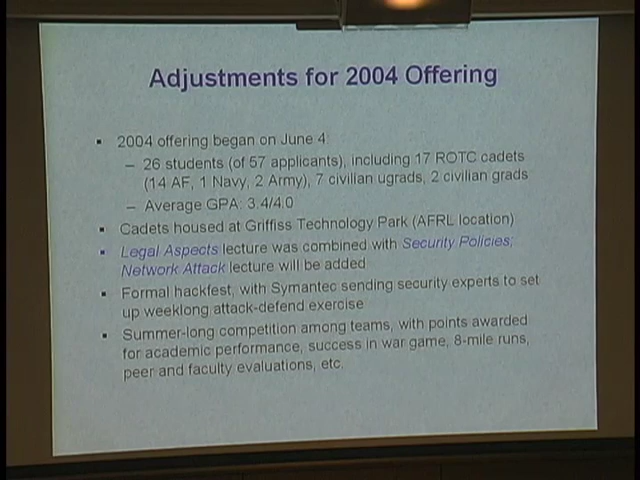 Adjustments for 2004 Offering
▪ 2004 offering began on June 4
– 26 students (of 57 applicants), including 17 ROTC cadets
(14 AF, 1 Navy, 2 Army), 7 civilian ugrads, 2 civilian grads
– Average GPA: 3.4/4.0
▪ Cadets housed at Griffiss Technology Park (AFRL location)
▪ Legal Aspects lecture was combined with Security Policies;
Network Attack lecture will be added
▪ Formal hackfest, with Symantec sending security experts to set
up weeklong attack-defend exercise
▪ Summer-long competition among teams, with points awarded
for academic performance, success in war game, 8-mile runs,
peer and faculty evaluations, etc.